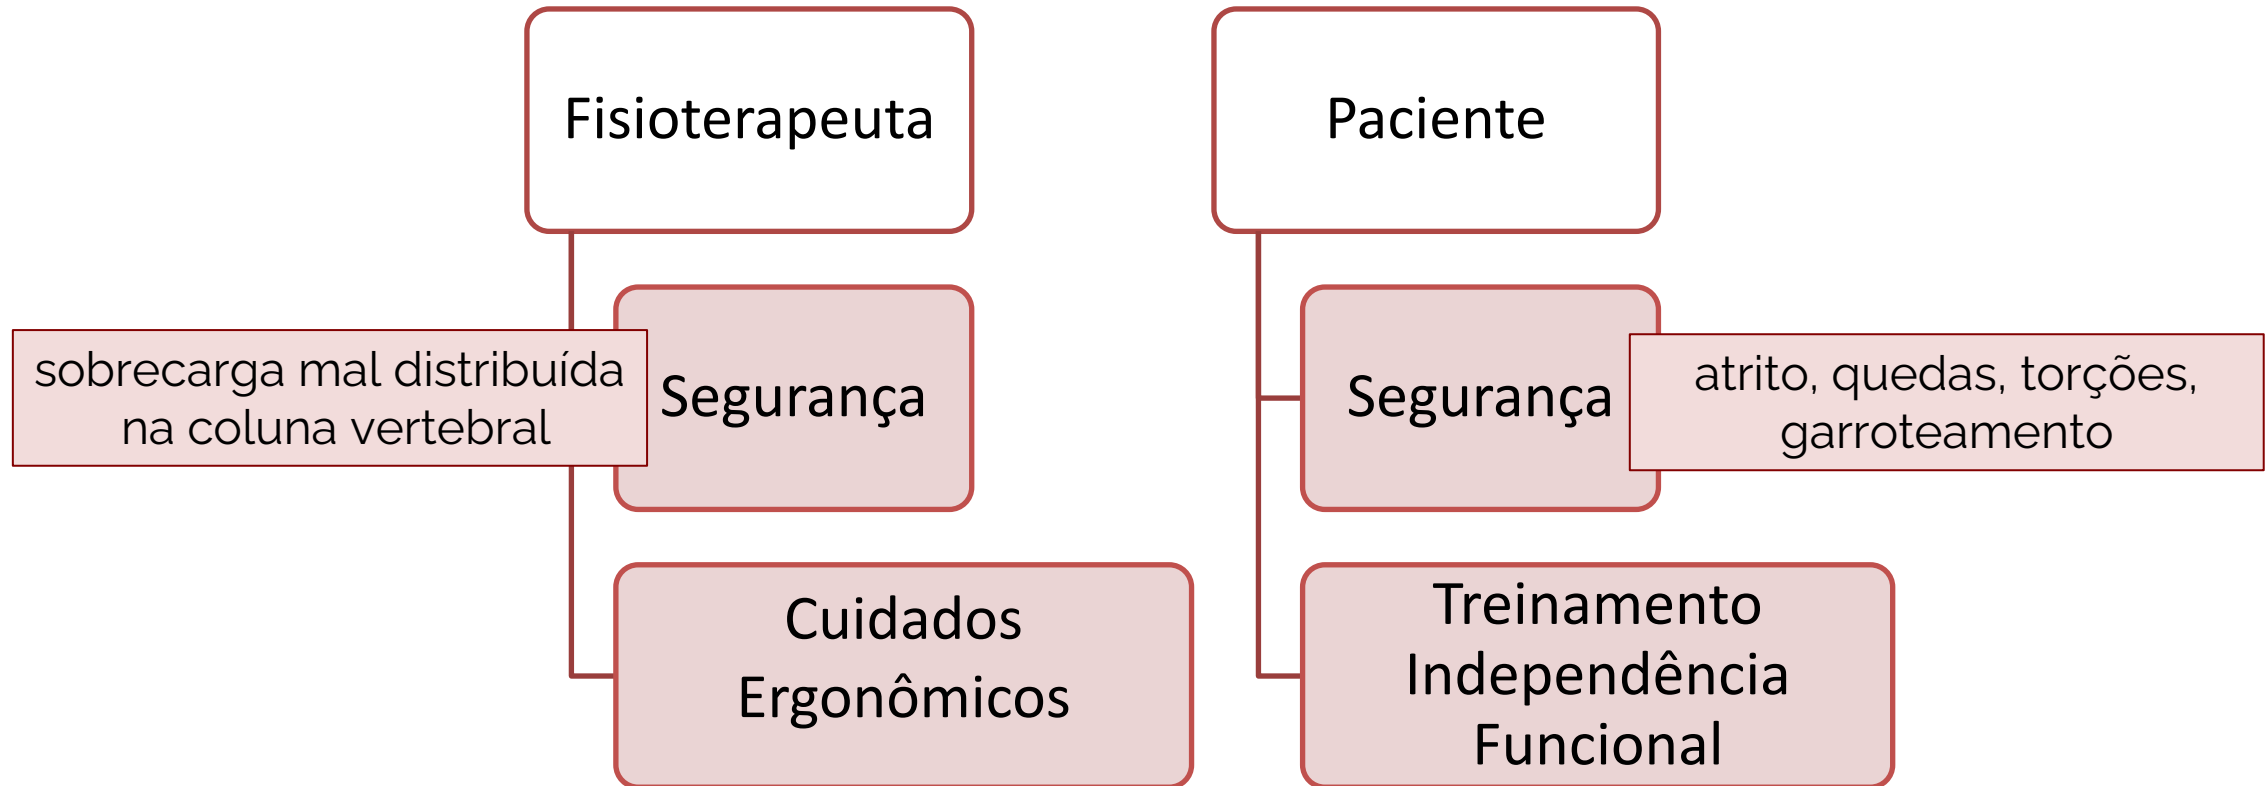 Fisioterapeuta
sobrecarga mal distribuída
na coluna vertebral
Segurança
Cuidados
Ergonômicos
Paciente
Segurança
atrito, quedas, torções,
garroteamento
Treinamento
Independência
Funcional